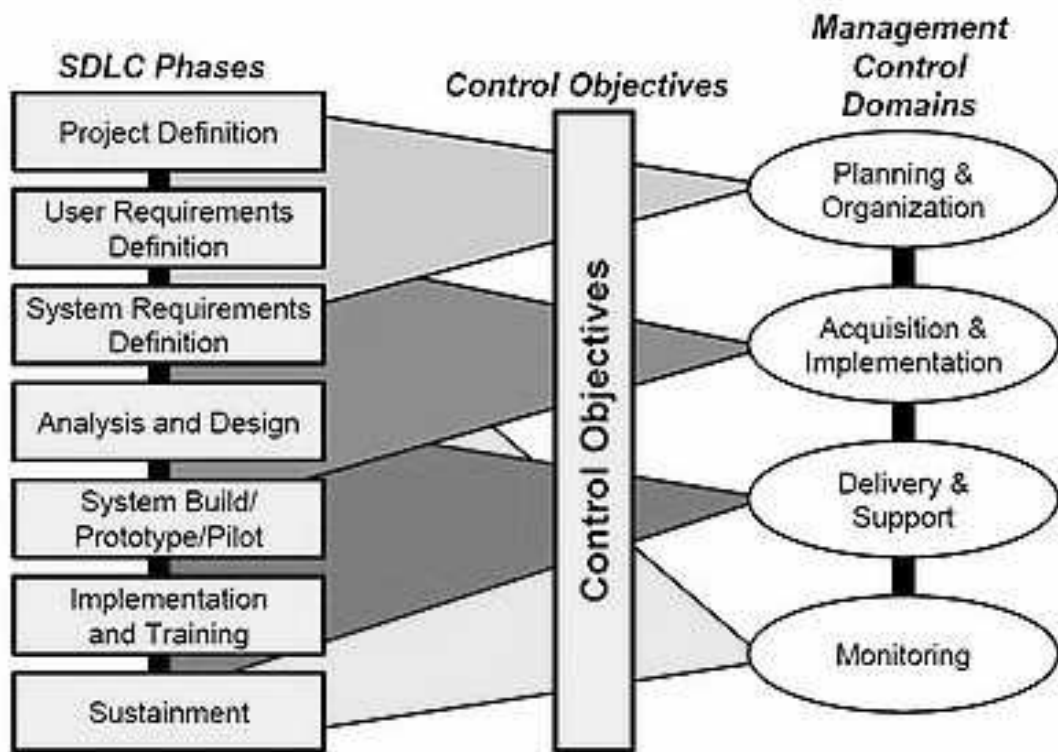 SDLC Phases
Project Definition
User Requirements
Definition
System Requirements
Definition
Analysis and Design
System Build/
Prototype/Pilot
Implementation
and Training
Sustainment
Control Objectives
Control Objectives
Management
Control
Domains
Planning &
Organization
Acquisition &
Implementation
Delivery &
Support
Monitoring